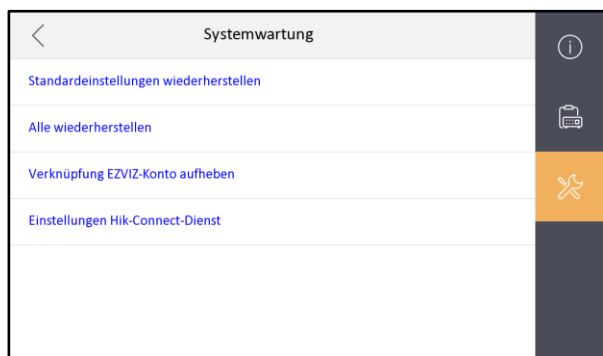 Systemwartung
Standardeinstellungen wiederherstellen
Alle wiederherstellen
Verknüpfung EZVIZ-Konto aufheben
Einstellungen Hik-Connect-Dienst